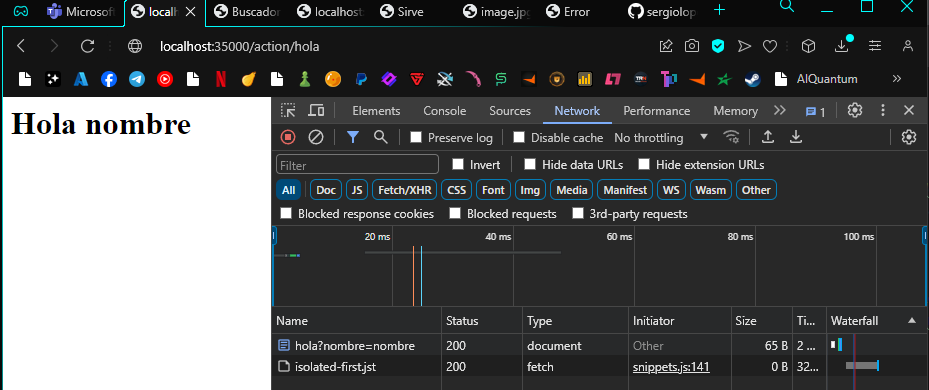 Microsoft
localh
Buscador
localhost:
Sirve
image.jpg
Error
sergiolop
localhost:35000/action/hola
AIQuantum
Hola nombre
Elements
Console
Sources
Network
Performance
Memory
1
Preserve log
Disable cache
No throttling
Filter
Invert
Hide data URLs
Hide extension URLs
All
Doc
JS
Fetch/XHR
CSS
Font
Img
Media
Manifest
WS
Wasm
Other
Blocked response cookies
Blocked requests
3rd-party requests
20 ms
40 ms
60 ms
80 ms
100 ms
Name
Status
Type
Initiator
Size
Ti...
Waterfall
hola?nombre=nombre
200
document
Other
65 B
2 ...
isolated-first.jst
200
fetch
snippets.js:141
0 B
32...